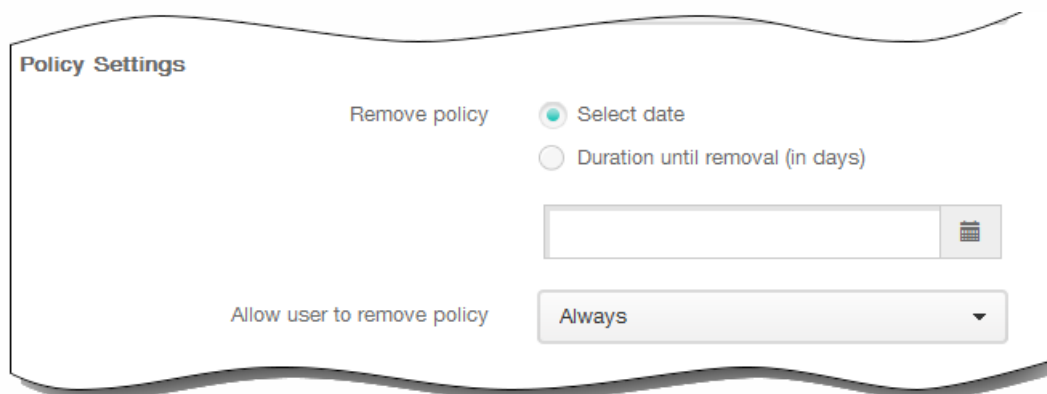 Policy Settings
Remove policy
Select date
Duration until removal (in days)
Allow user to remove policy
Always